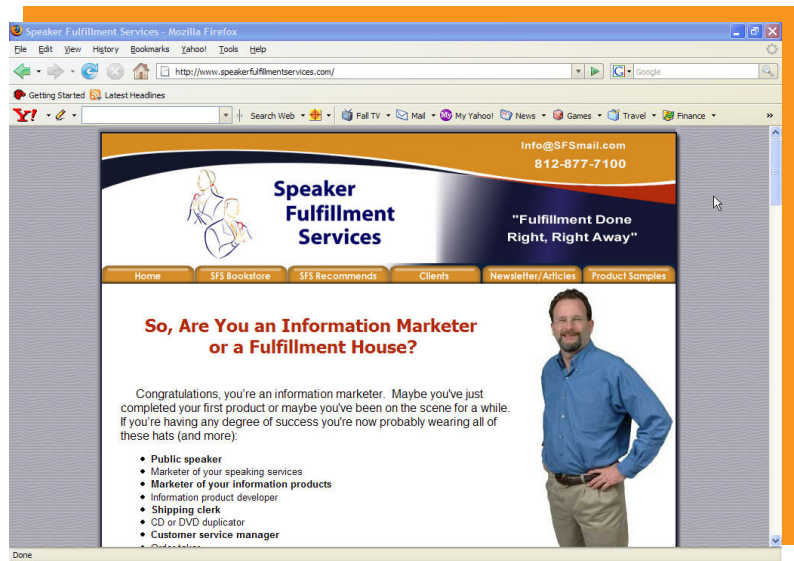 Speaker Fulfillment Services - Mozilla Firefox
File Edit View History Bookmarks Yahoo! Tools Help
http://www.speakerfulfillmentservices.com/ G Google
Getting Started Latest Headlines
Y! Search Web Fall TV Mail My My Yahoo! News Games Travel Finance »
Info@SFSmail.com
812-877-7100
Speaker
Fulfillment
Services
"Fulfillment Done
Right, Right Away"
Home SFS Bookstore SFS Recommends Clients Newsletter/Articles Product Samples
So, Are You an Information Marketer
or a Fulfillment House?
Congratulations, you're an information marketer. Maybe you've just
completed your first product or maybe you've been on the scene for a while.
If you're having any degree of success you're now probably wearing all of
these hats (and more):
• Public speaker
• Marketer of your speaking services
• Marketer of your information products
• Information product developer
• Shipping clerk
• CD or DVD duplicator
• Customer service manager
Done